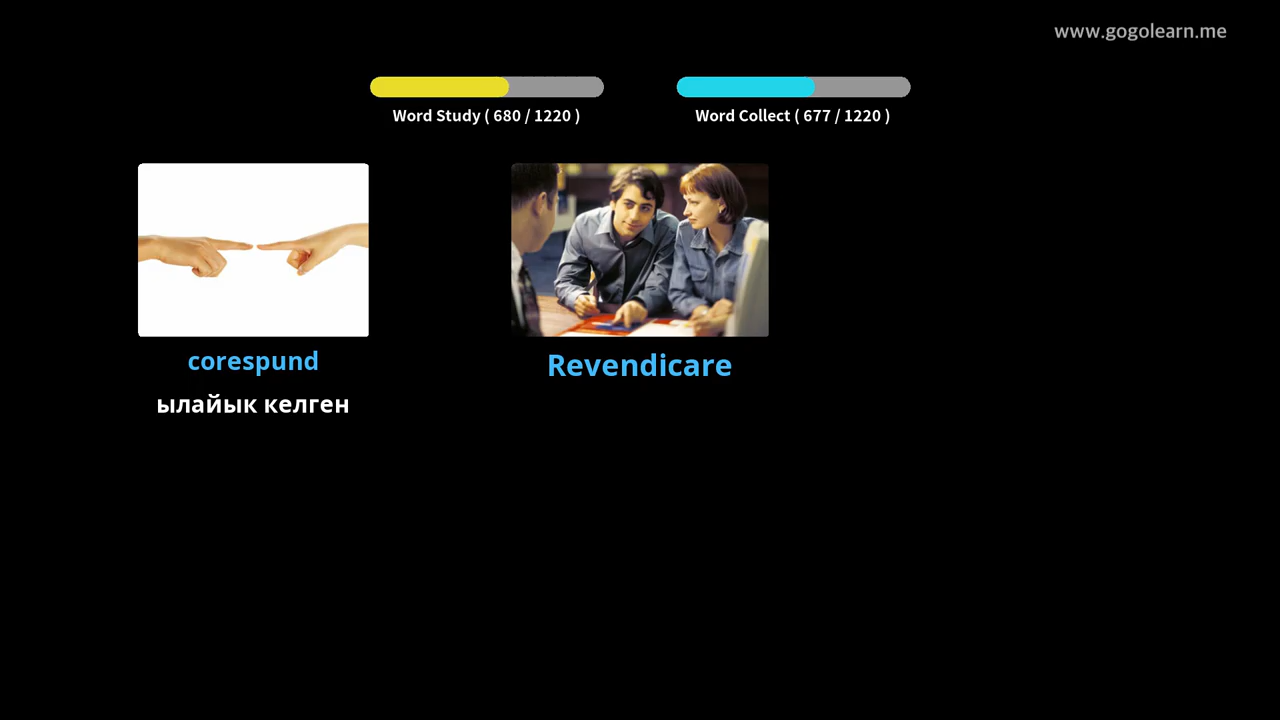 www.gogolearn.me
Word Study ( 680 / 1220 )
Word Collect ( 677 / 1220 )
corespund
ылайык келген
Revendicare